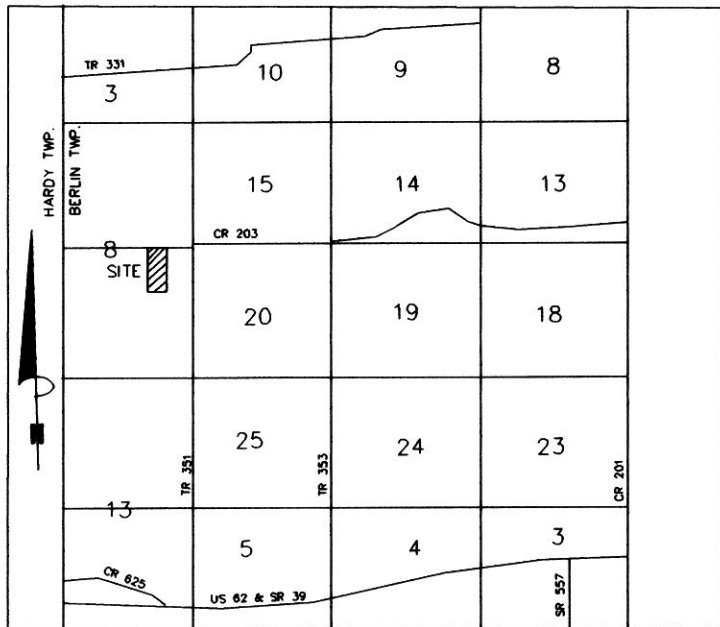 TR 331
3
10
9
8
HARDY TWP.
BERLIN TWP.
15
14
13
CR 203
8
SITE
20
19
18
25
24
23
TR 351
TR 353
CR 201
13
5
4
3
CR 625
US 62 & SR 39
SR 557